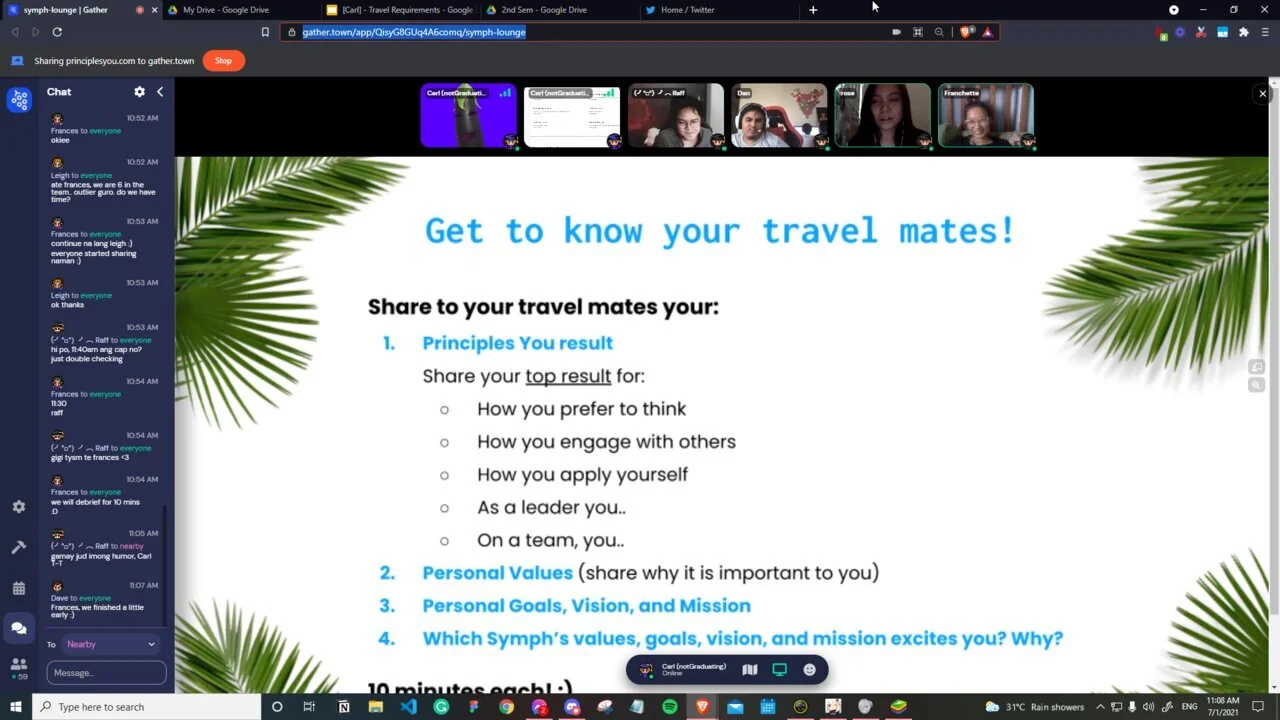 symph-lounge | Gather
My Drive - Google Drive
[Carl] - Travel Requirements - Google
2nd Sem - Google Drive
Home / Twitter
gather.town/app/QisyG8GUq4A6comq/symph-lounge
Sharing principlesyou.com to gather.town
Stop
Chat
10:52 AM
Frances to everyone
okiee
10:52 AM
Leigh to everyone
ate frances, we are 6 in the
team.. outlier guro. do we have
time?
10:53 AM
Frances to everyone
continue na lang leigh :)
everyone started sharing
naman :)
10:53 AM
Leigh to everyone
ok thanks
10:53 AM
(╯°□°)╯︵ Raff to everyone
hi po, 11:40am ang cap no?
just double checking
10:54 AM
Frances to everyone
11:30
raff
10:54 AM
(╯°□°)╯︵ Raff to everyone
gigi tysm te frances <3
10:54 AM
Frances to everyone
we will debrief for 10 mins
:D
11:05 AM
(╯°□°)╯︵ Raff to nearby
gamay jud imong humor, Carl
T-T
11:07 AM
Dave to everyone
Frances, we finished a little
early :)
To Nearby
Message...
59
Carl (notGraduati...
Carl (notGraduati...
(╯°□°)╯︵ Raff
Dan
rose
Franchette
Get to know your travel mates!
Share to your travel mates your:
1. Principles You result
Share your top result for:
○ How you prefer to think
○ How you engage with others
○ How you apply yourself
○ As a leader you..
○ On a team, you..
2. Personal Values (share why it is important to you)
3. Personal Goals, Vision, and Mission
4. Which Symph's values, goals, vision, and mission excites you? Why?
10 minutes each! :)
Carl (notGraduating)
Online
Type here to search
31°C Rain showers
ENG
11:08 AM
7/1/2021